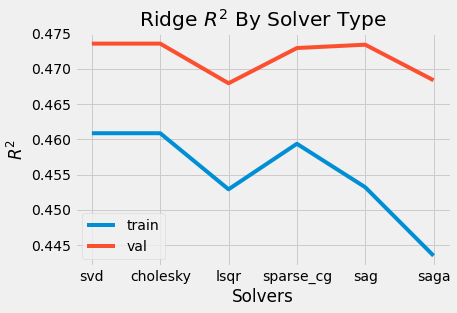 Ridge R² By Solver Type
0.475
0.470
0.465
0.460
0.455
0.450
0.445
R²
train
val
svd cholesky lsqr sparse_cg sag saga
Solvers